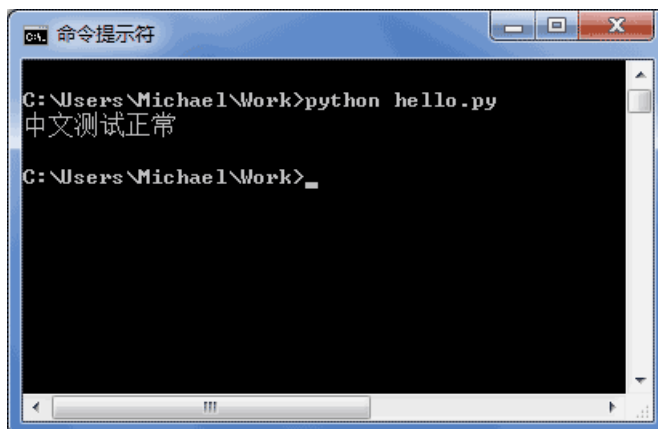 命令提示符
C:\Users\Michael\Work>python hello.py
中文测试正常
C:\Users\Michael\Work>_